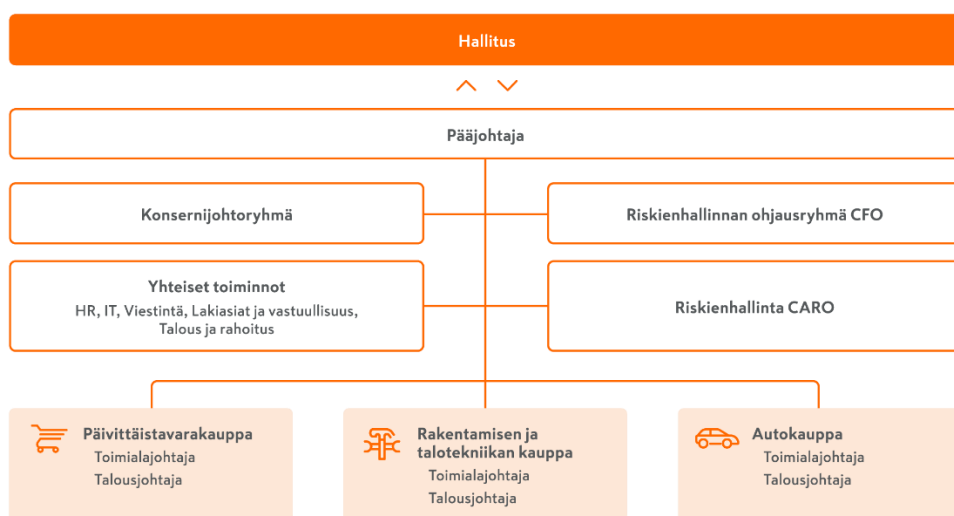 Hallitus
Pääjohtaja
Konsernijohtoryhmä
Riskienhallinnan ohjausryhmä CFO
Yhteiset toiminnot
HR, IT, Viestintä, Lakiasiat ja vastuullisuus,
Talous ja rahoitus
Riskienhallinta CARO
Päivittäistavarakauppa
Toimialajohtaja
Talousjohtaja
Rakentamisen ja
talotekniikan kauppa
Toimialajohtaja
Talousjohtaja
Autokauppa
Toimialajohtaja
Talousjohtaja